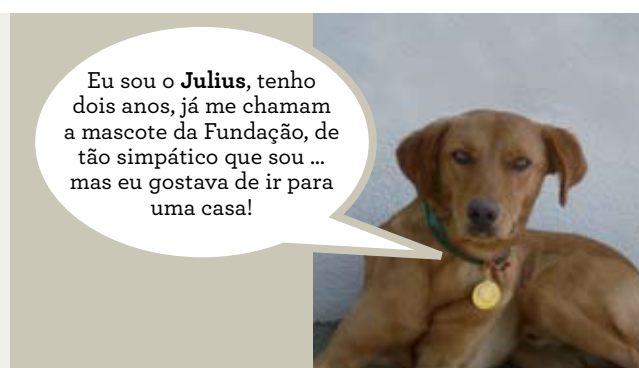 Eu sou o Julius, tenho
dois anos, já me chamam
a mascote da Fundação, de
tão simpático que sou ...
mas eu gostava de ir para
uma casa!